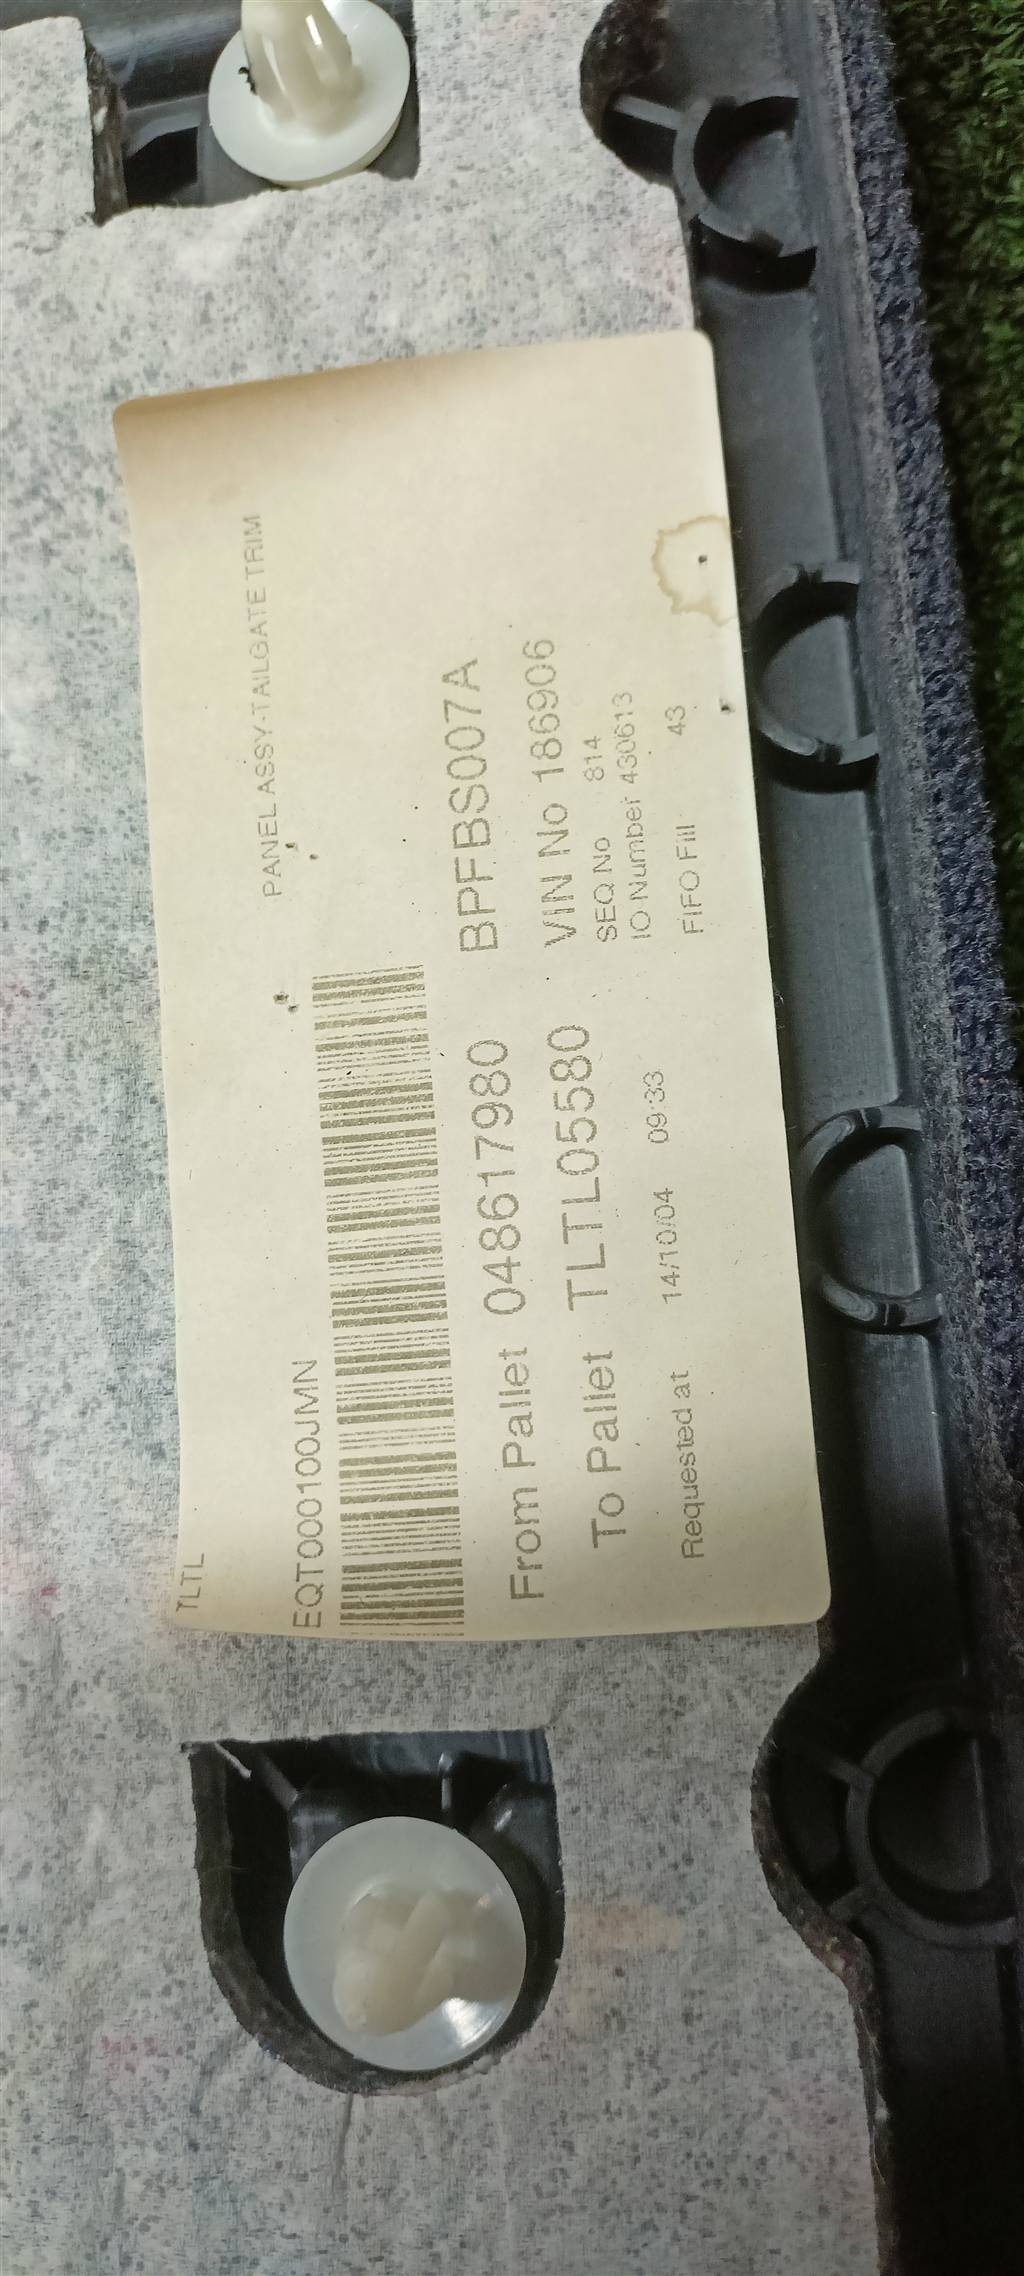 TLTL
PANEL ASSY-TAILGATE TRIM
EQT000100JMN
From Pallet 048617980 BPFBS007A
To Pallet TLTL05580 VIN No 186906
SEQ No 814
IO Number 430613
Requested at 14/10/04 09:33 FIFO Fill 43